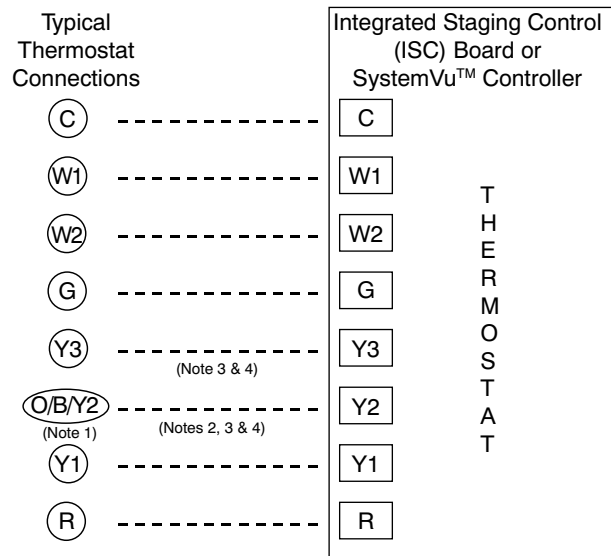 Typical
Thermostat
Connections
Integrated Staging Control
(ISC) Board or
SystemVu™ Controller
C
C
W1
W1
W2
W2
G
G
Y3
(Note 3 & 4)
Y3
O/B/Y2
(Note 1)
(Notes 2, 3 & 4)
Y2
Y1
Y1
R
R
THERMOSTAT